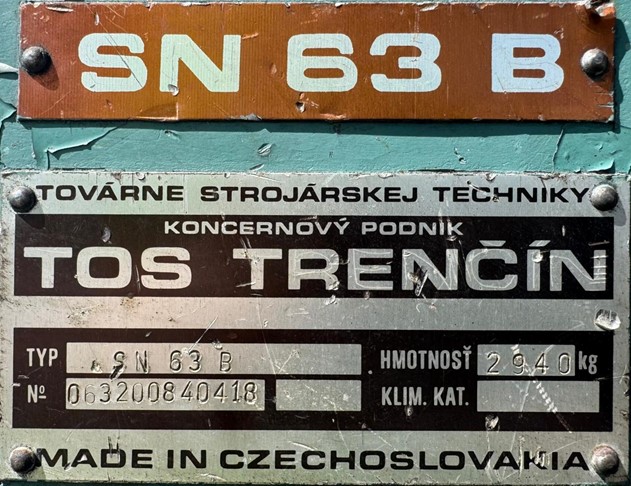 SN 63 B
TOVÁRNE STROJÁRSKEJ TECHNIKY
KONCERNOVÝ PODNIK
TOS TRENČÍN
TYP SN 63 B HMOTNOSŤ 2940 kg
Nº 063200840418 KLIM. KAT.
MADE IN CZECHOSLOVAKIA